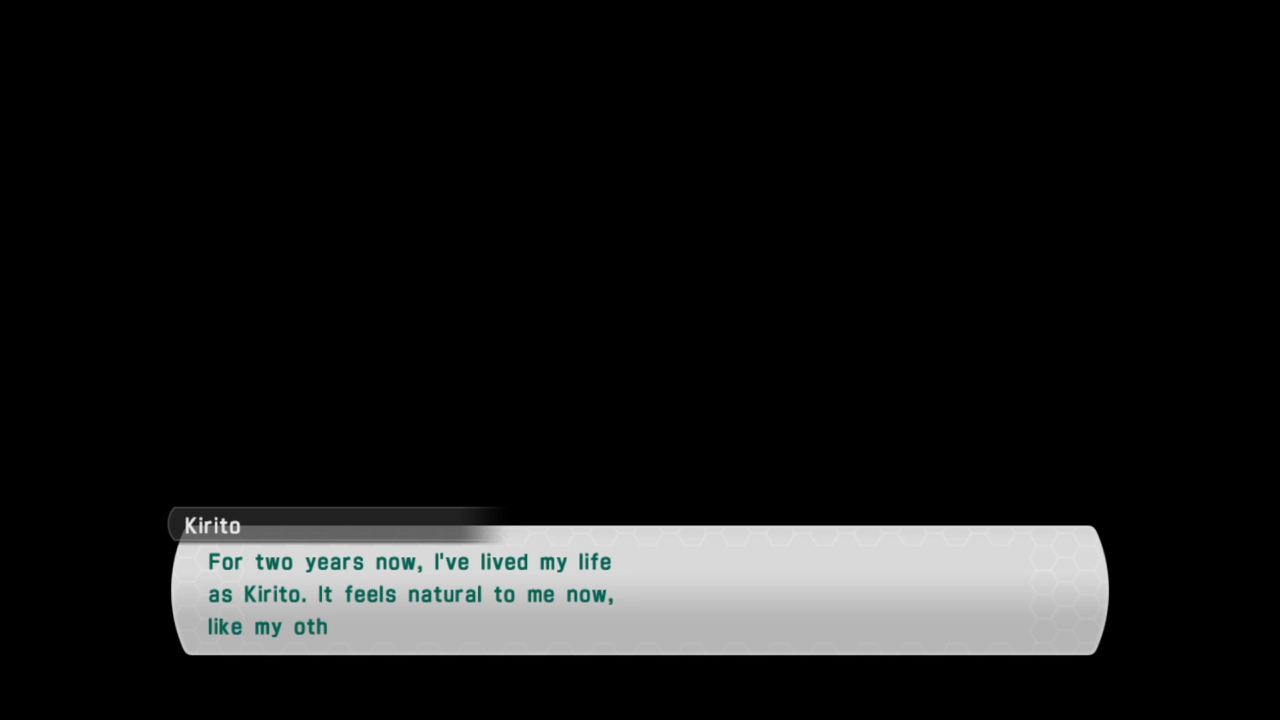 Kirito
For two years now, I've lived my life
as Kirito. It feels natural to me now,
like my oth